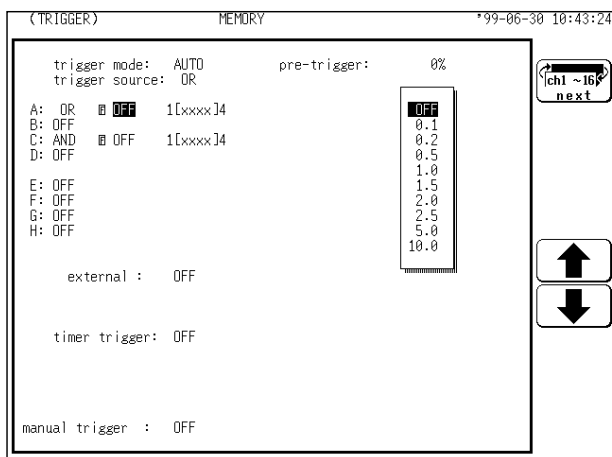 (TRIGGER) MEMORY '99-06-30 10:43:24
trigger mode: AUTO pre-trigger: 0%
trigger source: OR
ch1 ~16
next
A: OR F OFF 1[xxxx]4
B: OFF
C: AND F OFF 1[xxxx]4
D: OFF
E: OFF
F: OFF
G: OFF
H: OFF
OFF
0.1
0.2
0.5
1.0
1.5
2.0
2.5
5.0
10.0
external : OFF
timer trigger: OFF
manual trigger : OFF